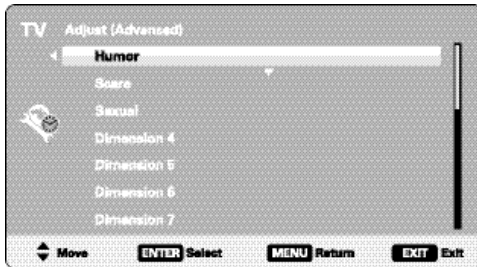 TV Adjust (Advanced)
Humor
Scare
Sexual
Dimension 4
Dimension 5
Dimension 6
Dimension 7
Move ENTER Select MENU Return EXIT Exit